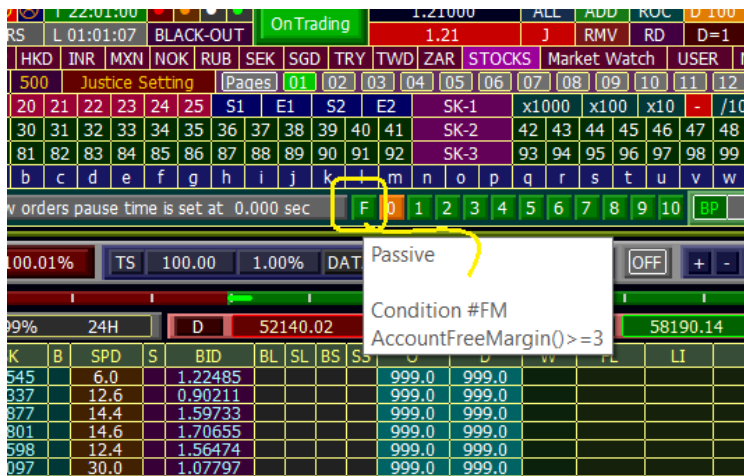 T 22:01:00 OnTrading 1.21000 ALL ADD ROC D 100
RS L 01:01:07 BLACK-OUT 1.21 J RMV RD D=1
HKD INR MXN NOK RUB SEK SGD TRY TWD ZAR STOCKS Market Watch USER
500 Justice Setting Pages 01 02 03 04 05 06 07 08 09 10 11 12
20 21 22 23 24 25 S1 E1 S2 E2 SK-1 x1000 x100 x10 - /10
30 31 32 33 34 35 36 37 38 39 40 41 SK-2 42 43 44 45 46 47 48
81 82 83 84 85 86 87 88 89 90 91 92 SK-3 93 94 95 96 97 98 99
b c d e f g h i j k l m n o p q r s t u v w
w orders pause time is set at 0.000 sec F 0 1 2 3 4 5 6 7 8 9 10 BP
Passive
Condition #FM
AccountFreeMargin()>=3
100.01% TS 100.00 1.00% DAT OFF + -
99% 24H D 52140.02 58190.14
K B SPD S BID BL SL BS SS LI
545 6.0 1.22485 999.0 999.0
337 12.6 0.90211 999.0 999.0
877 14.4 1.59733 999.0 999.0
801 14.6 1.70655 999.0 999.0
598 12.4 1.56474 999.0 999.0
097 30.0 1.07797 999.0 999.0